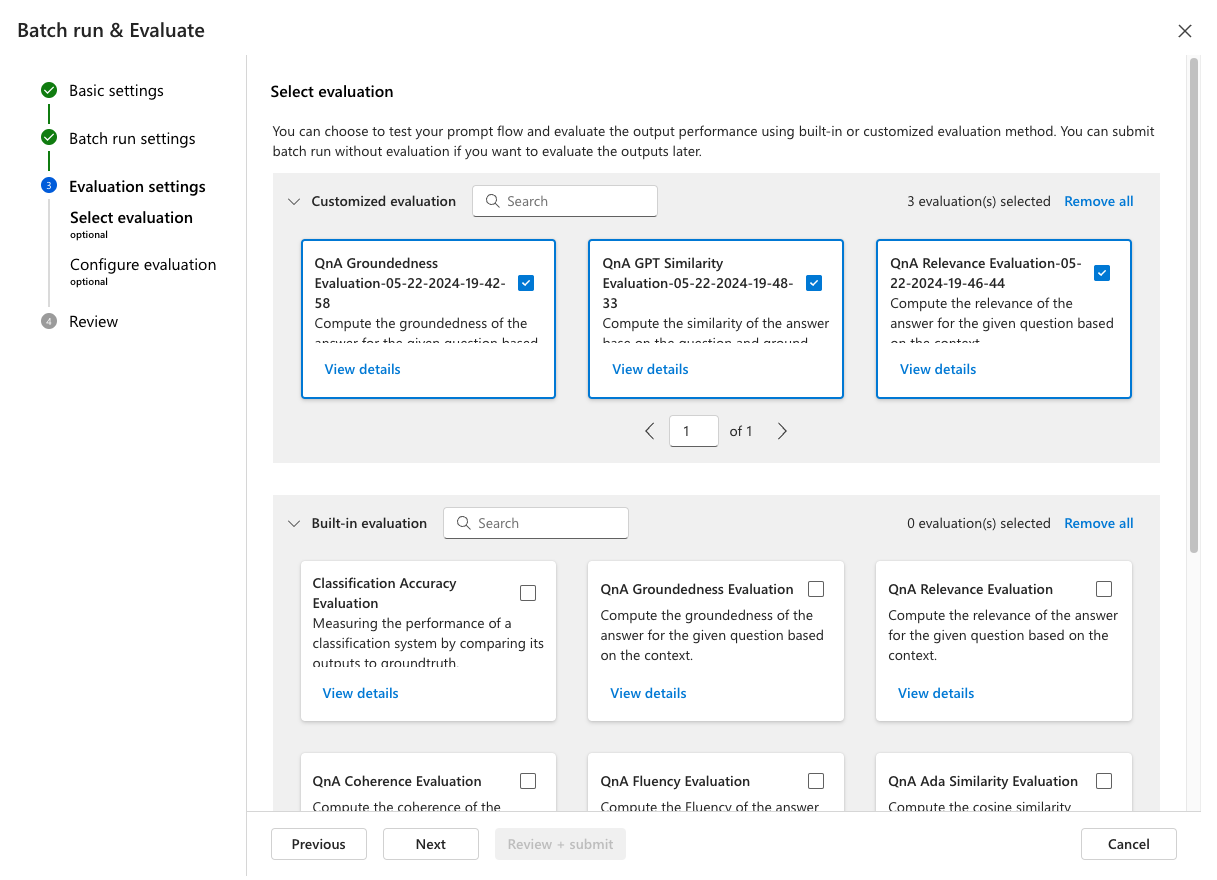 Batch run & Evaluate
Basic settings
Batch run settings
3
Evaluation settings
Select evaluation
optional
Configure evaluation
optional
4
Review
Select evaluation
You can choose to test your prompt flow and evaluate the output performance using built-in or customized evaluation method. You can submit
batch run without evaluation if you want to evaluate the outputs later.
Customized evaluation
Search
3 evaluation(s) selected
Remove all
QnA Groundedness
Evaluation-05-22-2024-19-42-
58
Compute the groundedness of the
answer for the given question based
View details
QnA GPT Similarity
Evaluation-05-22-2024-19-48-
33
Compute the similarity of the answer
base on the question and ground
View details
QnA Relevance Evaluation-05-
22-2024-19-46-44
Compute the relevance of the
answer for the given question based
on the context.
View details
1
of 1
Built-in evaluation
Search
0 evaluation(s) selected
Remove all
Classification Accuracy
Evaluation
Measuring the performance of a
classification system by comparing its
outputs to groundtruth.
View details
QnA Groundedness Evaluation
Compute the groundedness of the
answer for the given question based
on the context.
View details
QnA Relevance Evaluation
Compute the relevance of the answer
for the given question based on the
context.
View details
QnA Coherence Evaluation
Compute the coherence of the
QnA Fluency Evaluation
Compute the Fluency of the answer
QnA Ada Similarity Evaluation
Compute the cosine similarity
Previous
Next
Review + submit
Cancel